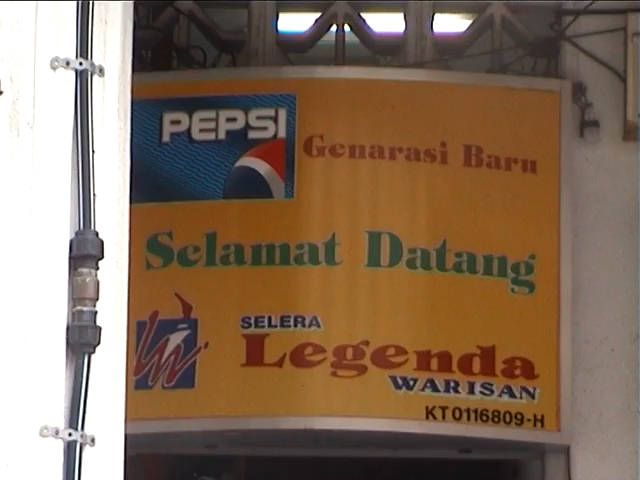 PEPSI
Genarasi Baru
Selamat Datang
SELERA
Legenda
WARISAN
KT0116809-H